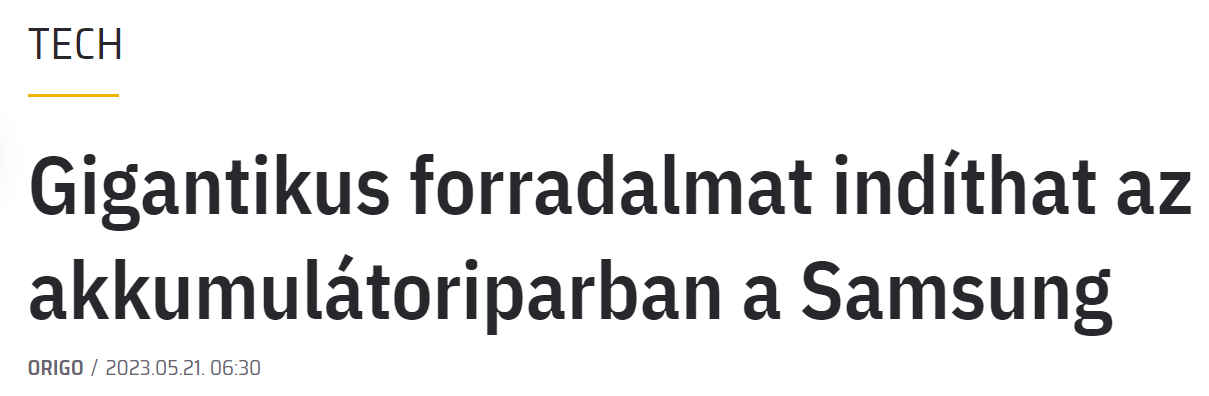 TECH
Gigantikus forradalmat indíthat az
akkumulátoriparban a Samsung
ORIGO / 2023.05.21. 06:30